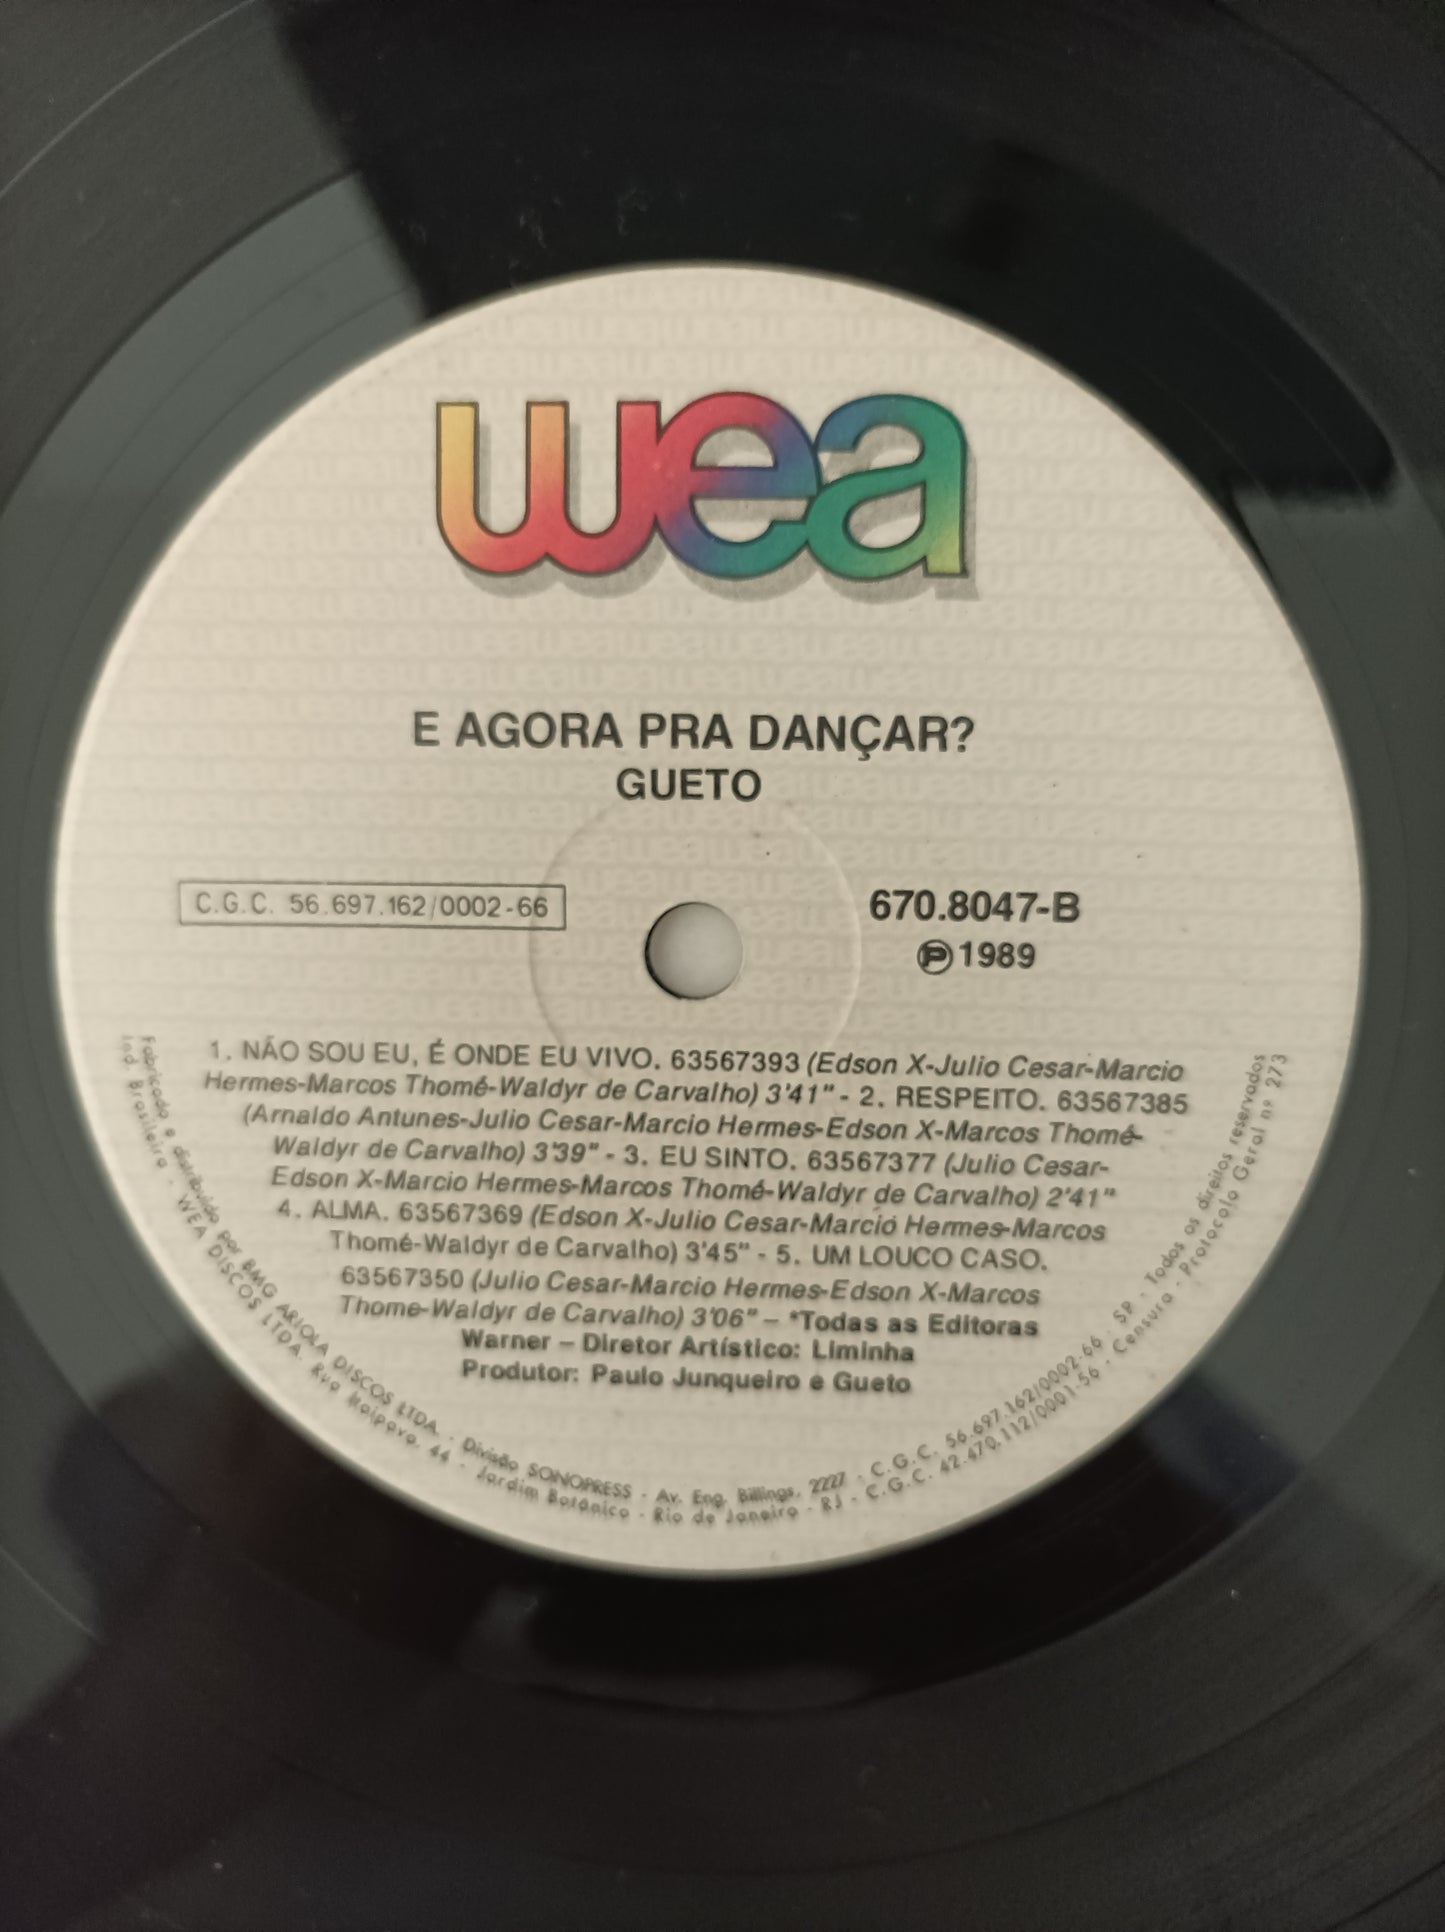 wea
E AGORA PRA DANÇAR?
GUETO
C.G.C. 56.697.162/0002-66
670.8047-B
Ⓟ1989
1. NÃO SOU EU, É ONDE EU VIVO. 63567393 (Edson X-Julio Cesar-Marcio
Hermes-Marcos Thomé-Waldyr de Carvalho) 3'41" - 2. RESPEITO. 63567385
(Arnaldo Antunes-Julio Cesar-Marcio Hermes-Edson X-Marcos Thomé-
Waldyr de Carvalho) 3'39" - 3. EU SINTO. 63567377 (Julio Cesar-
Edson X-Marcio Hermes-Marcos Thomé-Waldyr de Carvalho) 2'41"
4. ALMA. 63567369 (Edson X-Julio Cesar-Marcio Hermes-Marcos
Thomé-Waldyr de Carvalho) 3'45" - 5. UM LOUCO CASO.
63567350 (Julio Cesar-Marcio Hermes-Edson X-Marcos
Thome-Waldyr de Carvalho) 3'06" – *Todas as Editoras
Warner – Diretor Artístico: Liminha
Produtor: Paulo Junqueiro e Gueto
Fabricado e distribuído por BMG ARIOLA DISCOS LTDA. - Divisão SONOPRESS - Av. Eng. Billings, 2227 - C.G.C. 56.697.162/0002-66 - SP - Todos os direitos reservados
Ind. Brasileira - WEA DISCOS LTDA. Rua Itaipava, 44 - Jardim Botânico - Rio de Janeiro - RJ - C.G.C. 42.470.112/0001-56 - Censura - Protocolo Geral nº 273